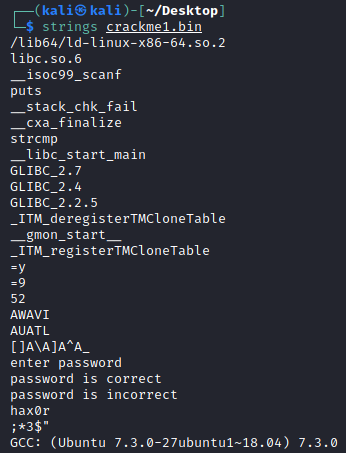 ┌──(kali㉿kali)-[~/Desktop]
└─$ strings crackme1.bin
/lib64/ld-linux-x86-64.so.2
libc.so.6
__isoc99_scanf
puts
__stack_chk_fail
__cxa_finalize
strcmp
__libc_start_main
GLIBC_2.7
GLIBC_2.4
GLIBC_2.2.5
_ITM_deregisterTMCloneTable
__gmon_start__
_ITM_registerTMCloneTable
=y
=9
52
AWAVI
AUATL
[]A\A]A^A_
enter password
password is correct
password is incorrect
hax0r
;*3$"
GCC: (Ubuntu 7.3.0-27ubuntu1~18.04) 7.3.0